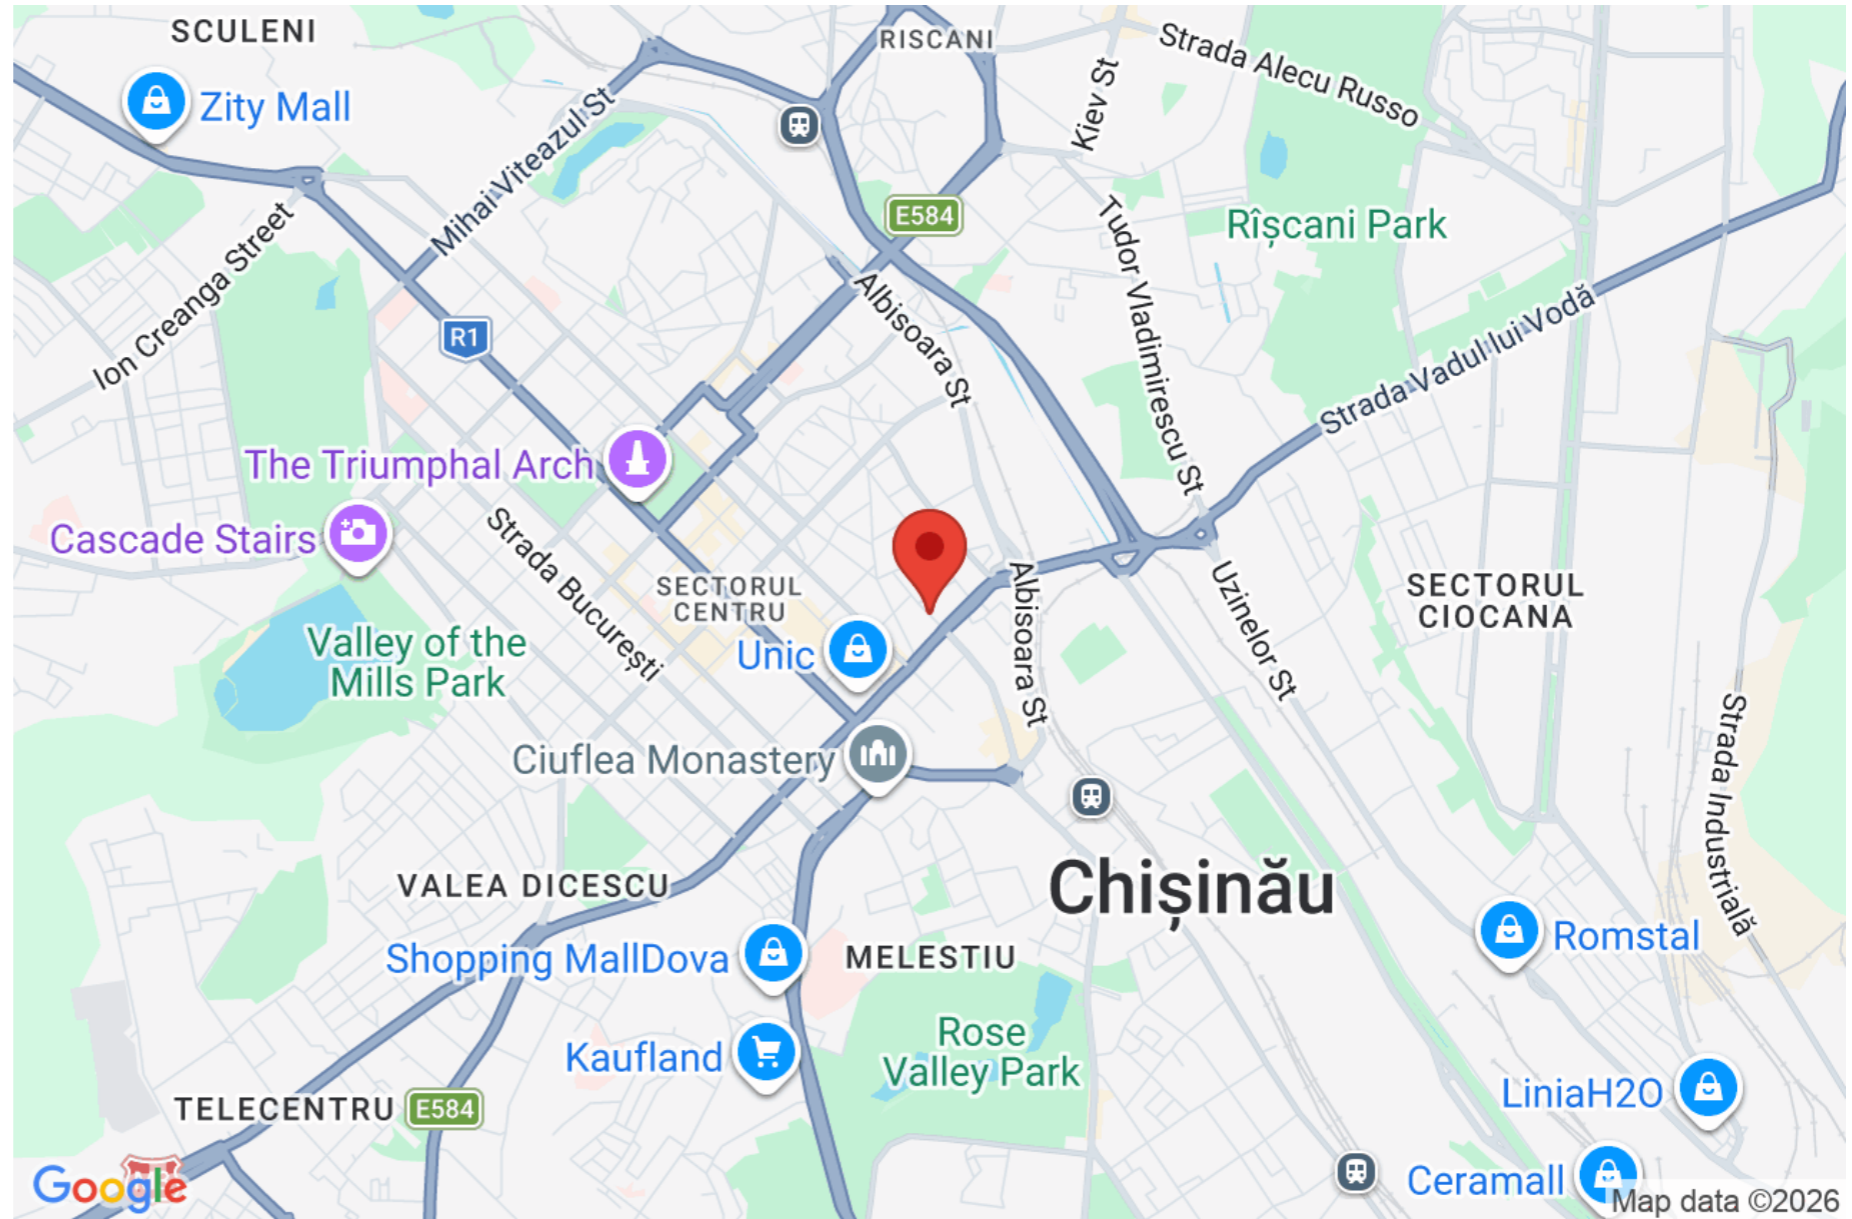 SCULENI
RISCANI
Strada Alecu Russo
Zity Mall
Kiev St
Mihai Viteazul St
E584
Tudor Vladimirescu St
Rîșcani Park
Ion Creanga Street
Albisoara St
R1
Strada Vadul lui Vodă
The Triumphal Arch
Cascade Stairs
Strada București
SECTORUL
CENTRU
Albisoara St
Uzinelor St
SECTORUL
CIOCANA
Valley of the
Mills Park
Unic
Strada Industrială
Ciuflea Monastery
Chișinău
VALEA DICESCU
Shopping MallDova
MELESTIU
Romstal
Rose
Valley Park
Kaufland
LiniaH2O
TELECENTRU
E584
Google
Ceramall
Map data ©2026